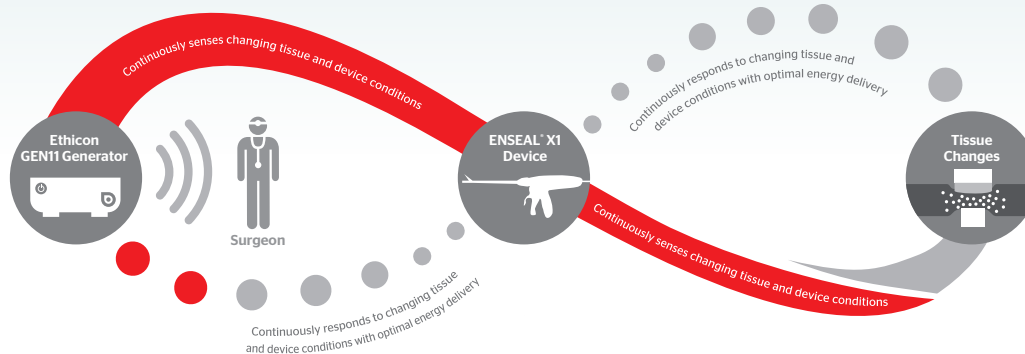 Continuously senses changing tissue and device conditions
Continuously responds to changing tissue and
device conditions with optimal energy delivery
Ethicon
GEN11 Generator
Surgeon
ENSEAL® X1
Device
Tissue
Changes
Continuously senses changing tissue and device conditions
Continuously responds to changing tissue
and device conditions with optimal energy delivery